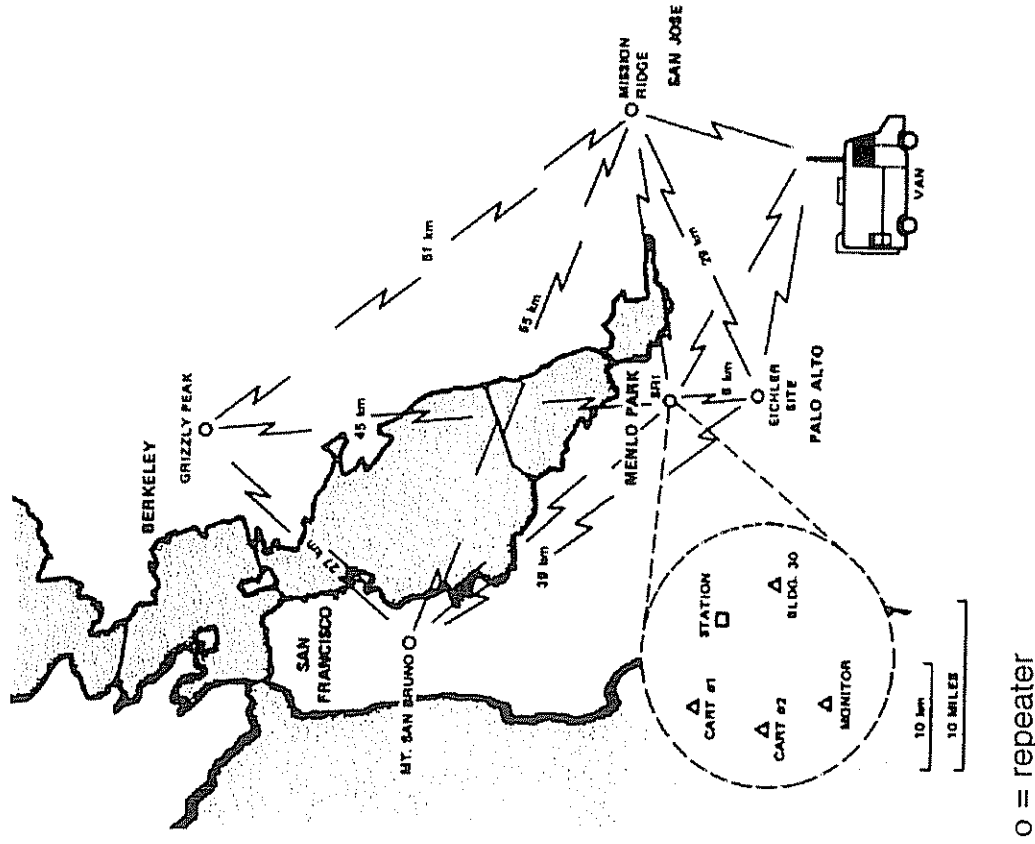 BERKELEY
GRIZZLY PEAK
SAN
FRANCISCO
MT. SAN BRUNO
27 km
45 km
51 km
55 km
39 km
MISSION
RIDGE
SAN JOSE
MENLO PARK
SRI
29 km
8 km
EICHLER
SITE
PALO ALTO
VAN
STATION
BLDG. 30
CART #1
CART #2
MONITOR
10 km
10 MILES
o = repeater